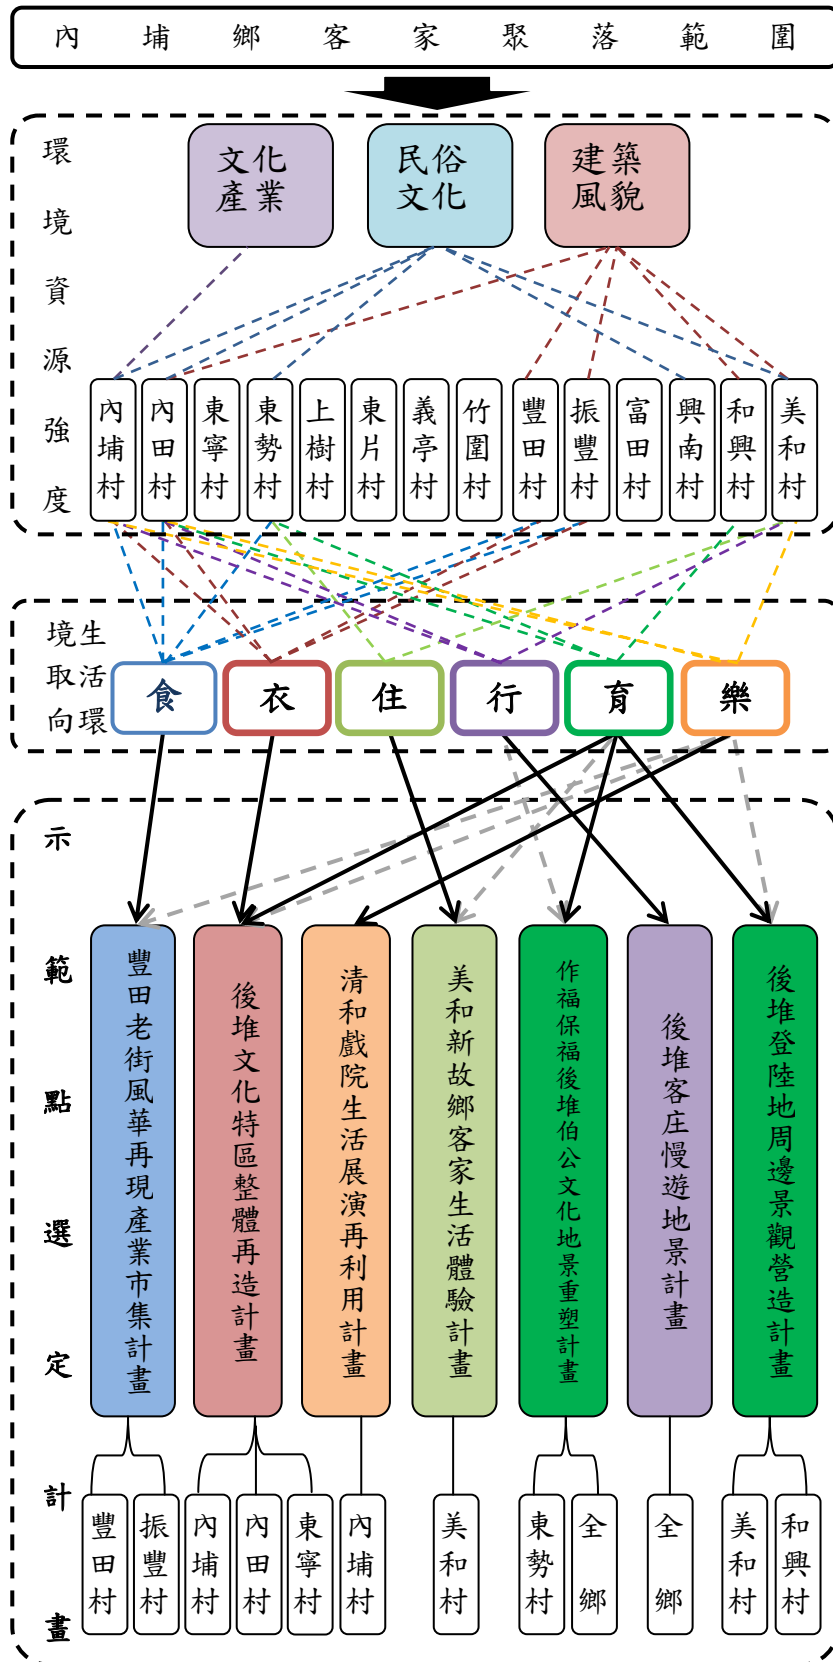 內埔鄉客家聚落範圍
環境資源強度
文化
產業
民俗
文化
建築
風貌
內埔村
內田村
東寧村
東勢村
上樹村
東片村
義亭村
竹圍村
豐田村
振豐村
富田村
興南村
和興村
美和村
境生
取活
向環
食
衣
住
行
育
樂
示範點選定計畫
豐田老街風華再現產業市集計畫
後堆文化特區整體再造計畫
清和戲院生活展演再利用計畫
美和新故鄉客家生活體驗計畫
作福保福後堆伯公文化地景重塑計畫
後堆客庄慢遊地景計畫
後堆登陸地周邊景觀營造計畫
豐田村
振豐村
內埔村
內田村
東寧村
內埔村
美和村
東勢村
全鄉
全鄉
美和村
和興村